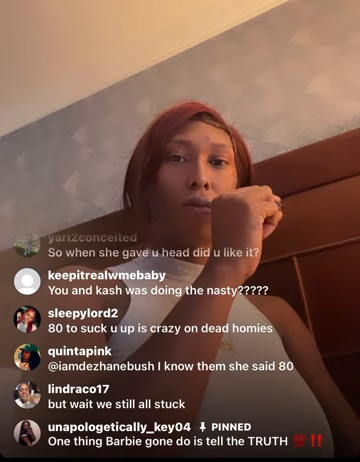 yari2conceited
So when she gave u head did u like it?
keepitrealwmebaby
You and kash was doing the nasty?????
sleepylord2
80 to suck u up is crazy on dead homies
quintapink
@iamdezhanebush I know them she said 80
lindraco17
but wait we still all stuck
unapologetically_key04 PINNED
One thing Barbie gone do is tell the TRUTH 💯‼️